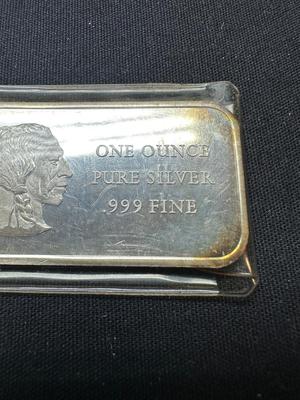 ONE OUNCE
PURE SILVER
.999 FINE